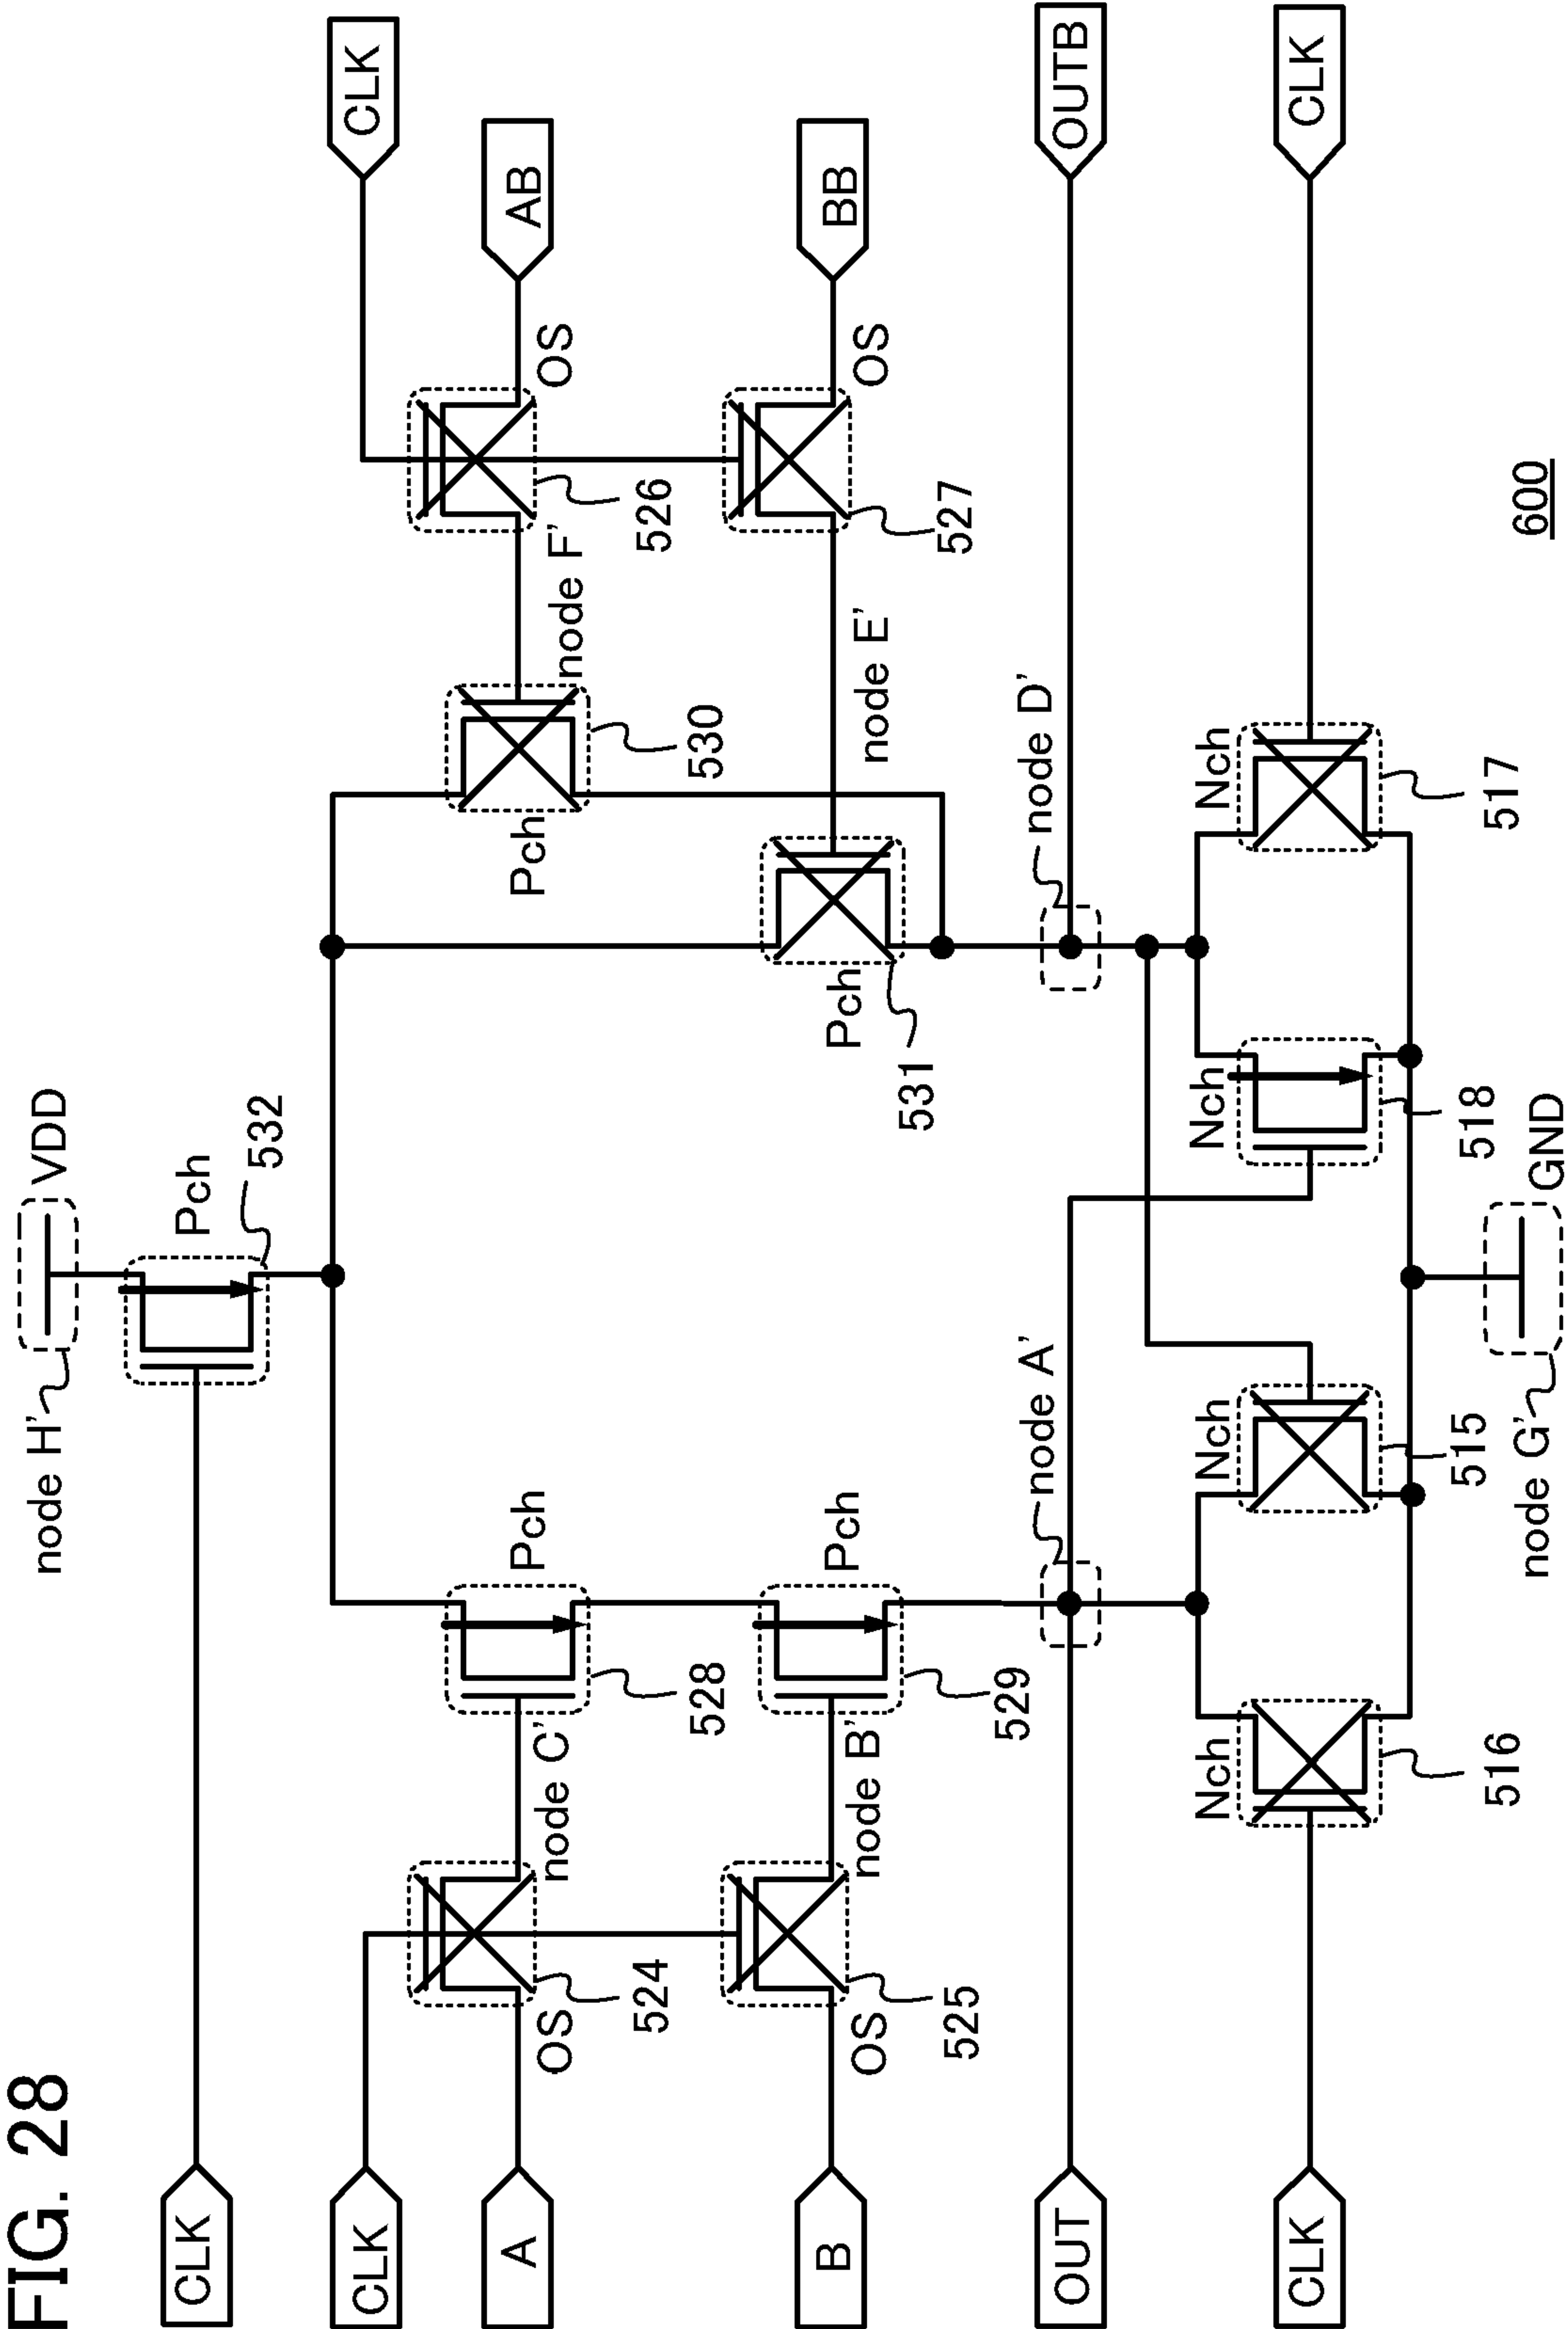 FIG. 28
node H'
VDD
CLK
Pch
532
CLK
CLK
A
OS
524
node C'
Pch
528
Pch
530
node F'
526
OS
AB
B
OS
525
node B'
Pch
529
Pch
531
node E'
527
OS
BB
OUT
node A'
node D'
OUTB
CLK
Nch
516
Nch
515
Nch
518
Nch
517
CLK
node G'
GND
600